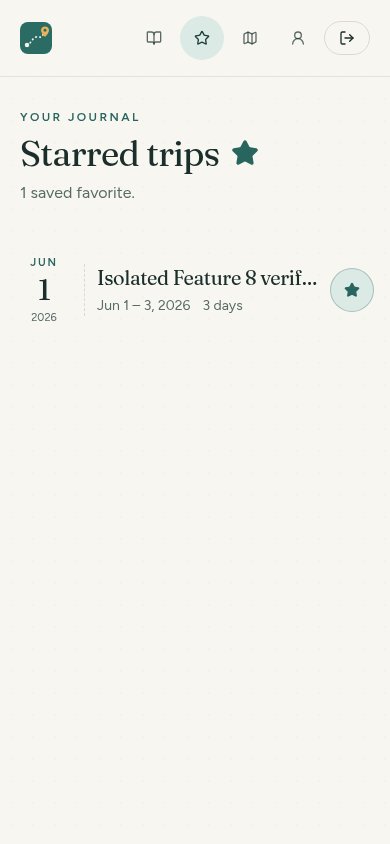 YOUR JOURNAL
Starred trips
1 saved favorite.
JUN
1
2026
Isolated Feature 8 verif...
Jun 1 – 3, 2026 3 days